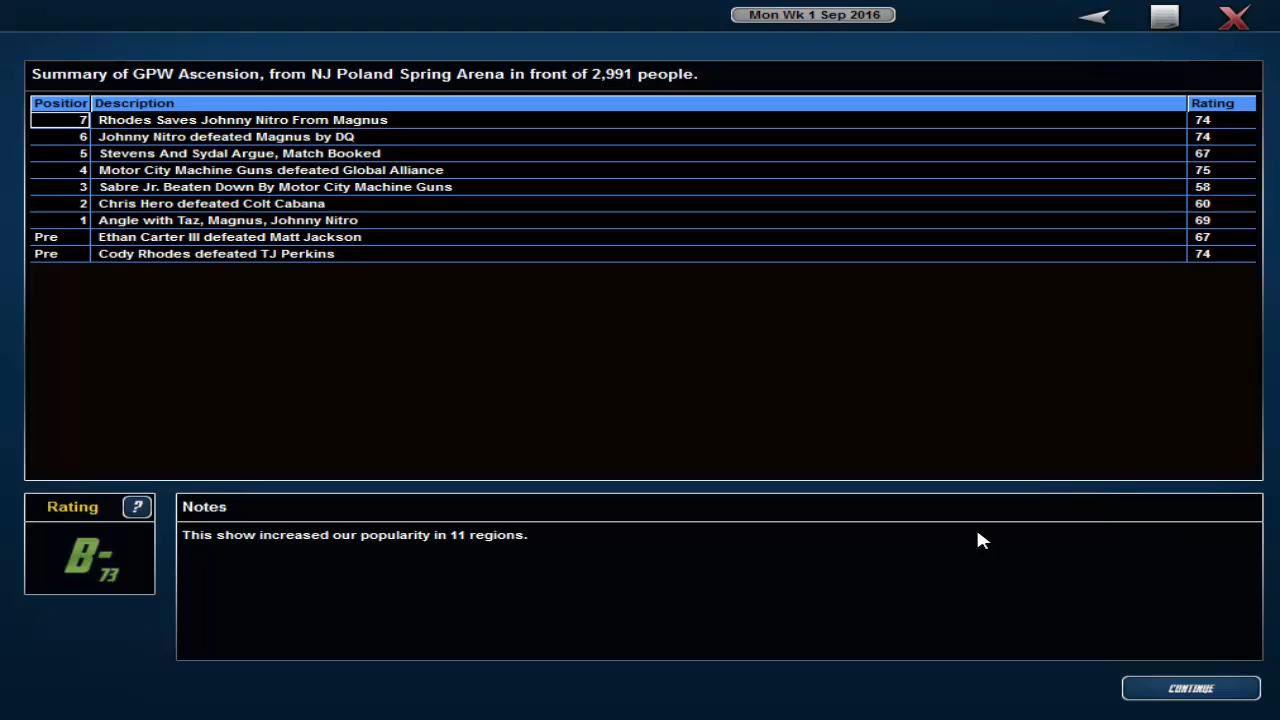 Mon Wk 1 Sep 2016
Summary of GPW Ascension, from NJ Poland Spring Arena in front of 2,991 people.
Position Description Rating
7 Rhodes Saves Johnny Nitro From Magnus 74
6 Johnny Nitro defeated Magnus by DQ 74
5 Stevens And Sydal Argue, Match Booked 67
4 Motor City Machine Guns defeated Global Alliance 75
3 Sabre Jr. Beaten Down By Motor City Machine Guns 58
2 Chris Hero defeated Colt Cabana 60
1 Angle with Taz, Magnus, Johnny Nitro 69
Pre Ethan Carter III defeated Matt Jackson 67
Pre Cody Rhodes defeated TJ Perkins 74
Rating ?
B- 73
Notes
This show increased our popularity in 11 regions.
CONTINUE